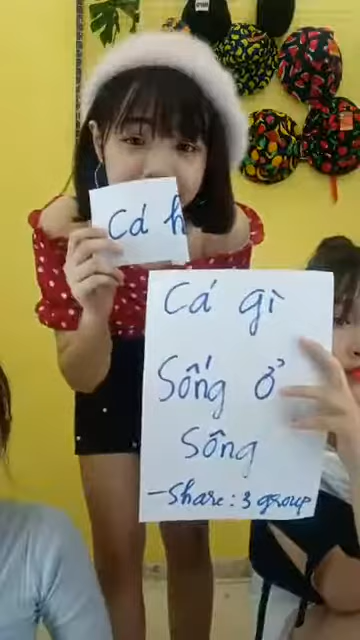 Cá h
Cá gì
Sống ở
Sông
-Share: 3 group